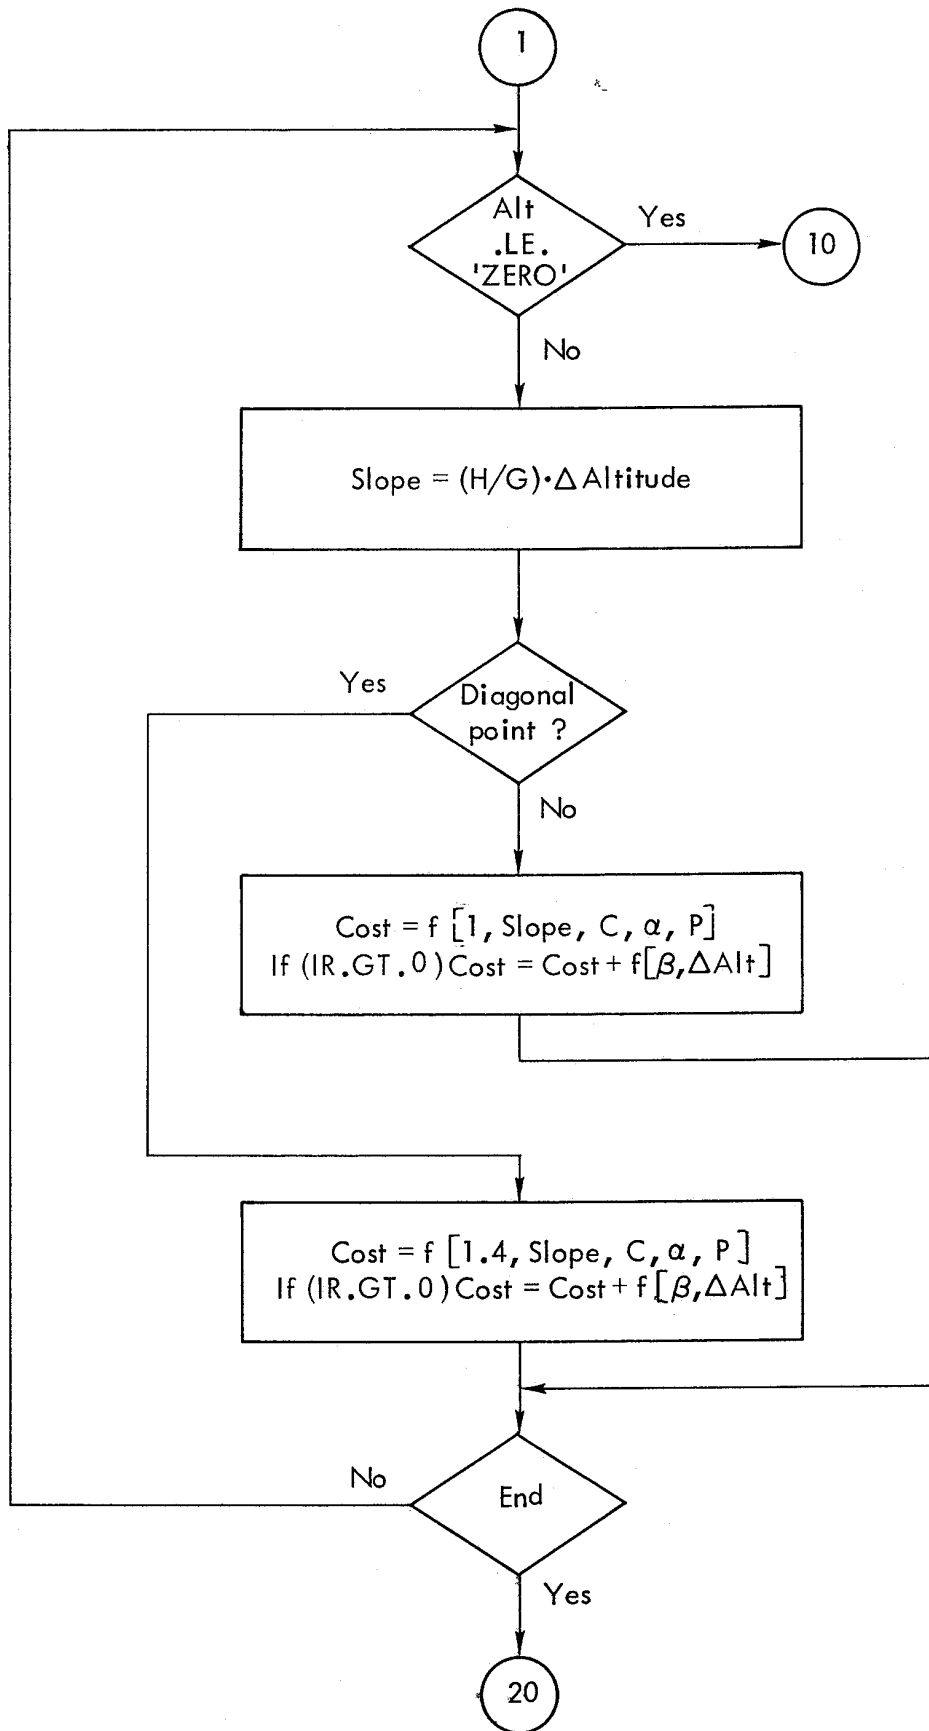 1
Alt
.LE.
'ZERO'
Yes
10
No
Slope = (H/G)·Δ Altitude
Yes
Diagonal
point ?
No
Cost = f [1, Slope, C, α, P]
If (IR.GT.0) Cost = Cost + f[β,ΔAlt]
Cost = f [1.4, Slope, C, α, P]
If (IR.GT.0) Cost = Cost + f[β,ΔAlt]
No
End
Yes
20